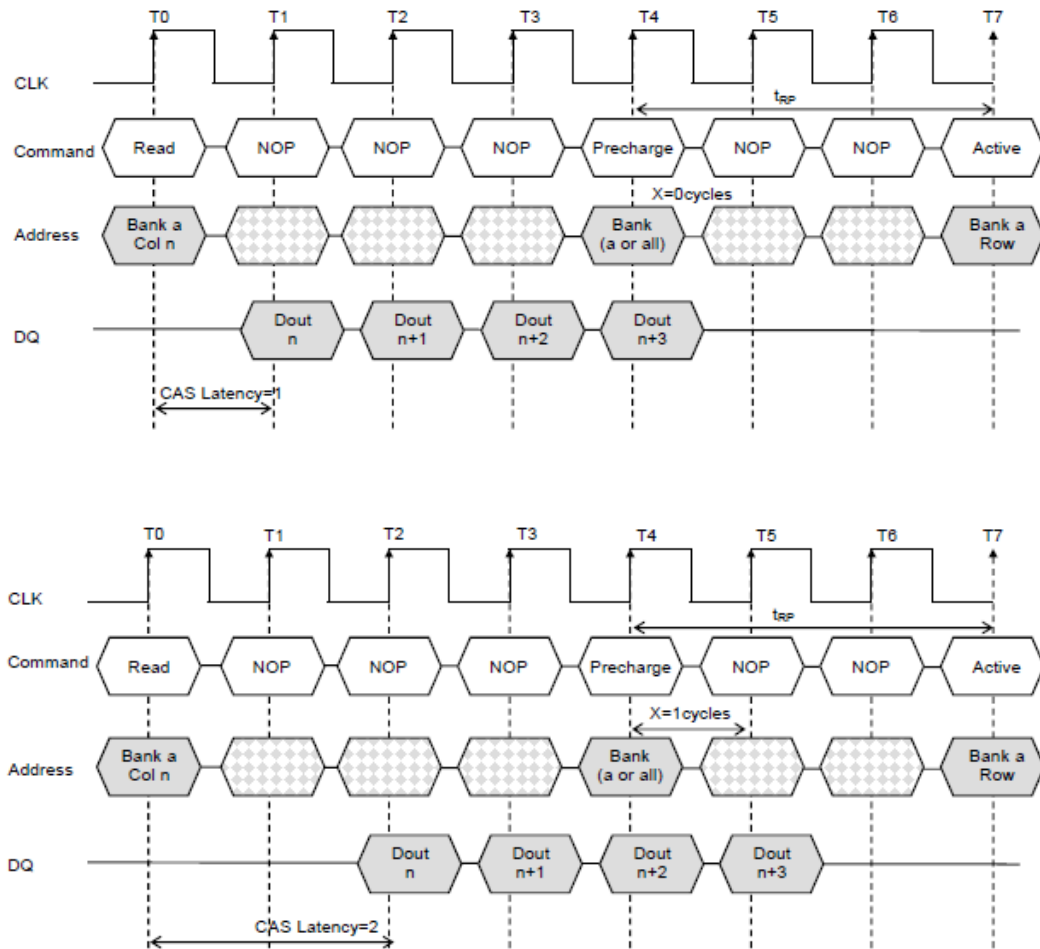 T0 T1 T2 T3 T4 T5 T6 T7
CLK
tRP
Command Read NOP NOP NOP Precharge NOP NOP Active
X=0cycles
Address Bank a Bank Bank a
Col n (a or all) Row
DQ Dout Dout Dout Dout
n n+1 n+2 n+3
CAS Latency=1
T0 T1 T2 T3 T4 T5 T6 T7
CLK
tRP
Command Read NOP NOP NOP Precharge NOP NOP Active
X=1cycles
Address Bank a Bank Bank a
Col n (a or all) Row
DQ Dout Dout Dout Dout
n n+1 n+2 n+3
CAS Latency=2